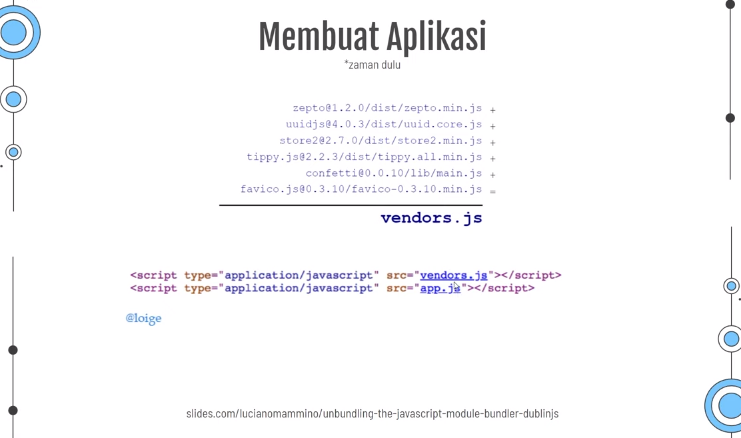 Membuat Aplikasi
*zaman dulu
zepto@1.2.0/dist/zepto.min.js +
uuidjs@4.0.3/dist/uuid.core.js +
store2@2.7.0/dist/store2.min.js +
tippy.js@2.2.3/dist/tippy.all.min.js +
confetti@0.0.10/lib/main.js +
favico.js@0.3.10/favico-0.3.10.min.js =
vendors.js
<script type="application/javascript" src="vendors.js"></script>
<script type="application/javascript" src="app.js"></script>
@loige
slides.com/lucianomammino/unbundling-the-javascript-module-bundler-dublinjs